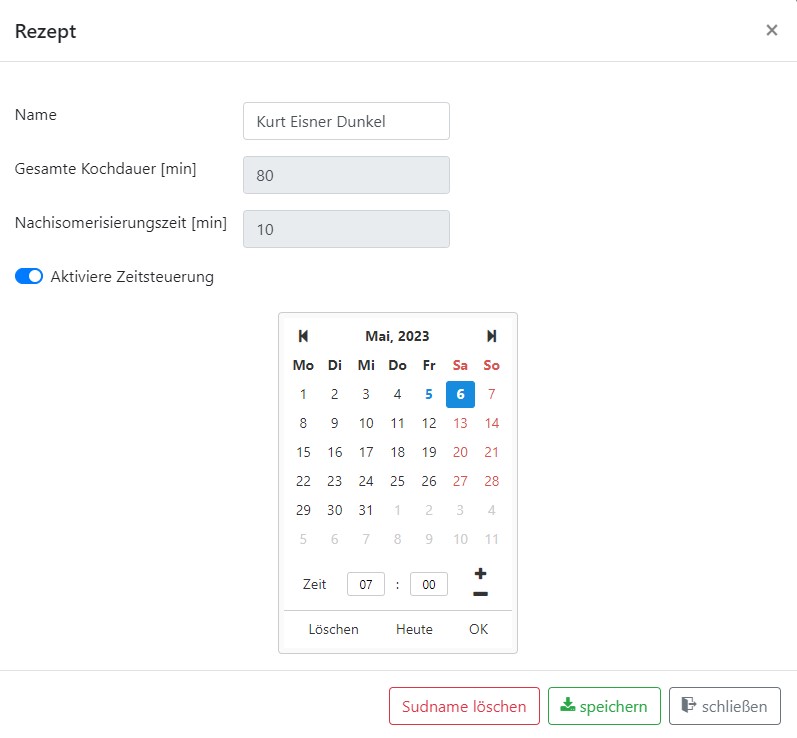 Rezept ×
Name Kurt Eisner Dunkel
Gesamte Kochdauer [min] 80
Nachisomerisierungszeit [min] 10
Aktiviere Zeitsteuerung
Mai, 2023
Mo Di Mi Do Fr Sa So
1 2 3 4 5 6 7
8 9 10 11 12 13 14
15 16 17 18 19 20 21
22 23 24 25 26 27 28
29 30 31 1 2 3 4
5 6 7 8 9 10 11
Zeit 07 : 00
Löschen Heute OK
Sudname löschen speichern schließen